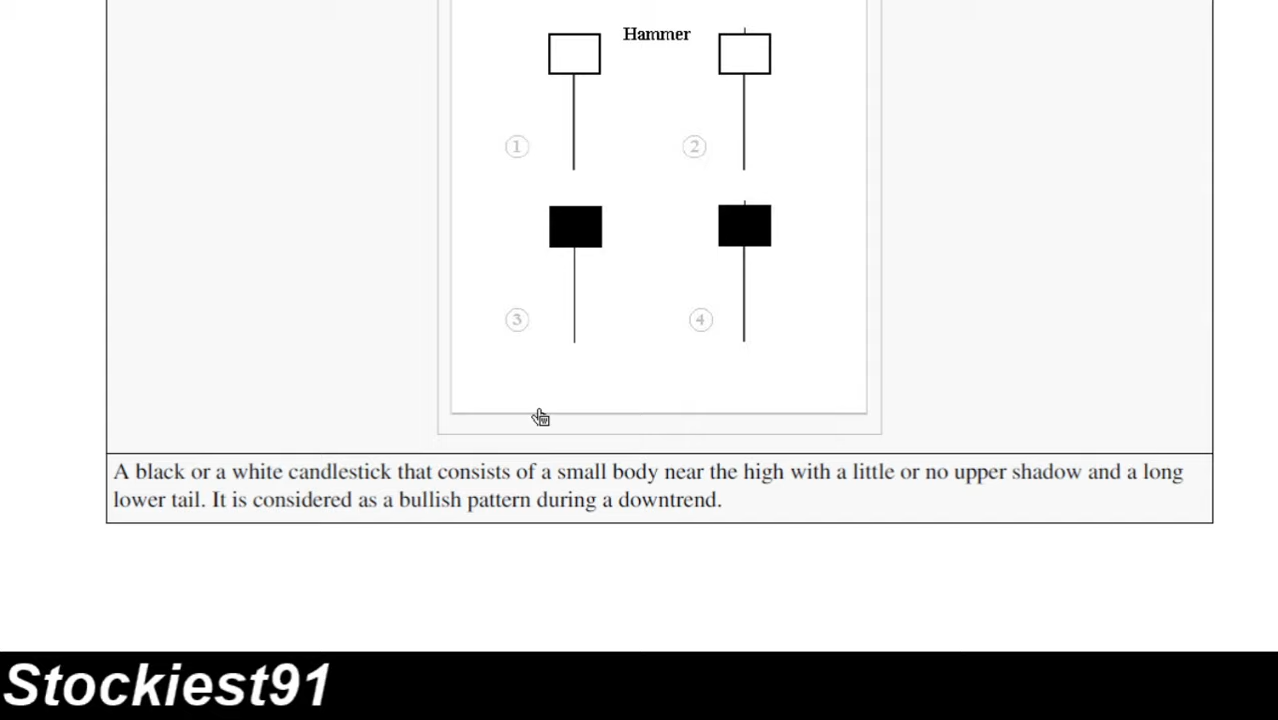 Hammer
1
2
3
4
A black or a white candlestick that consists of a small body near the high with a little or no upper shadow and a long
lower tail. It is considered as a bullish pattern during a downtrend.
Stockiest91